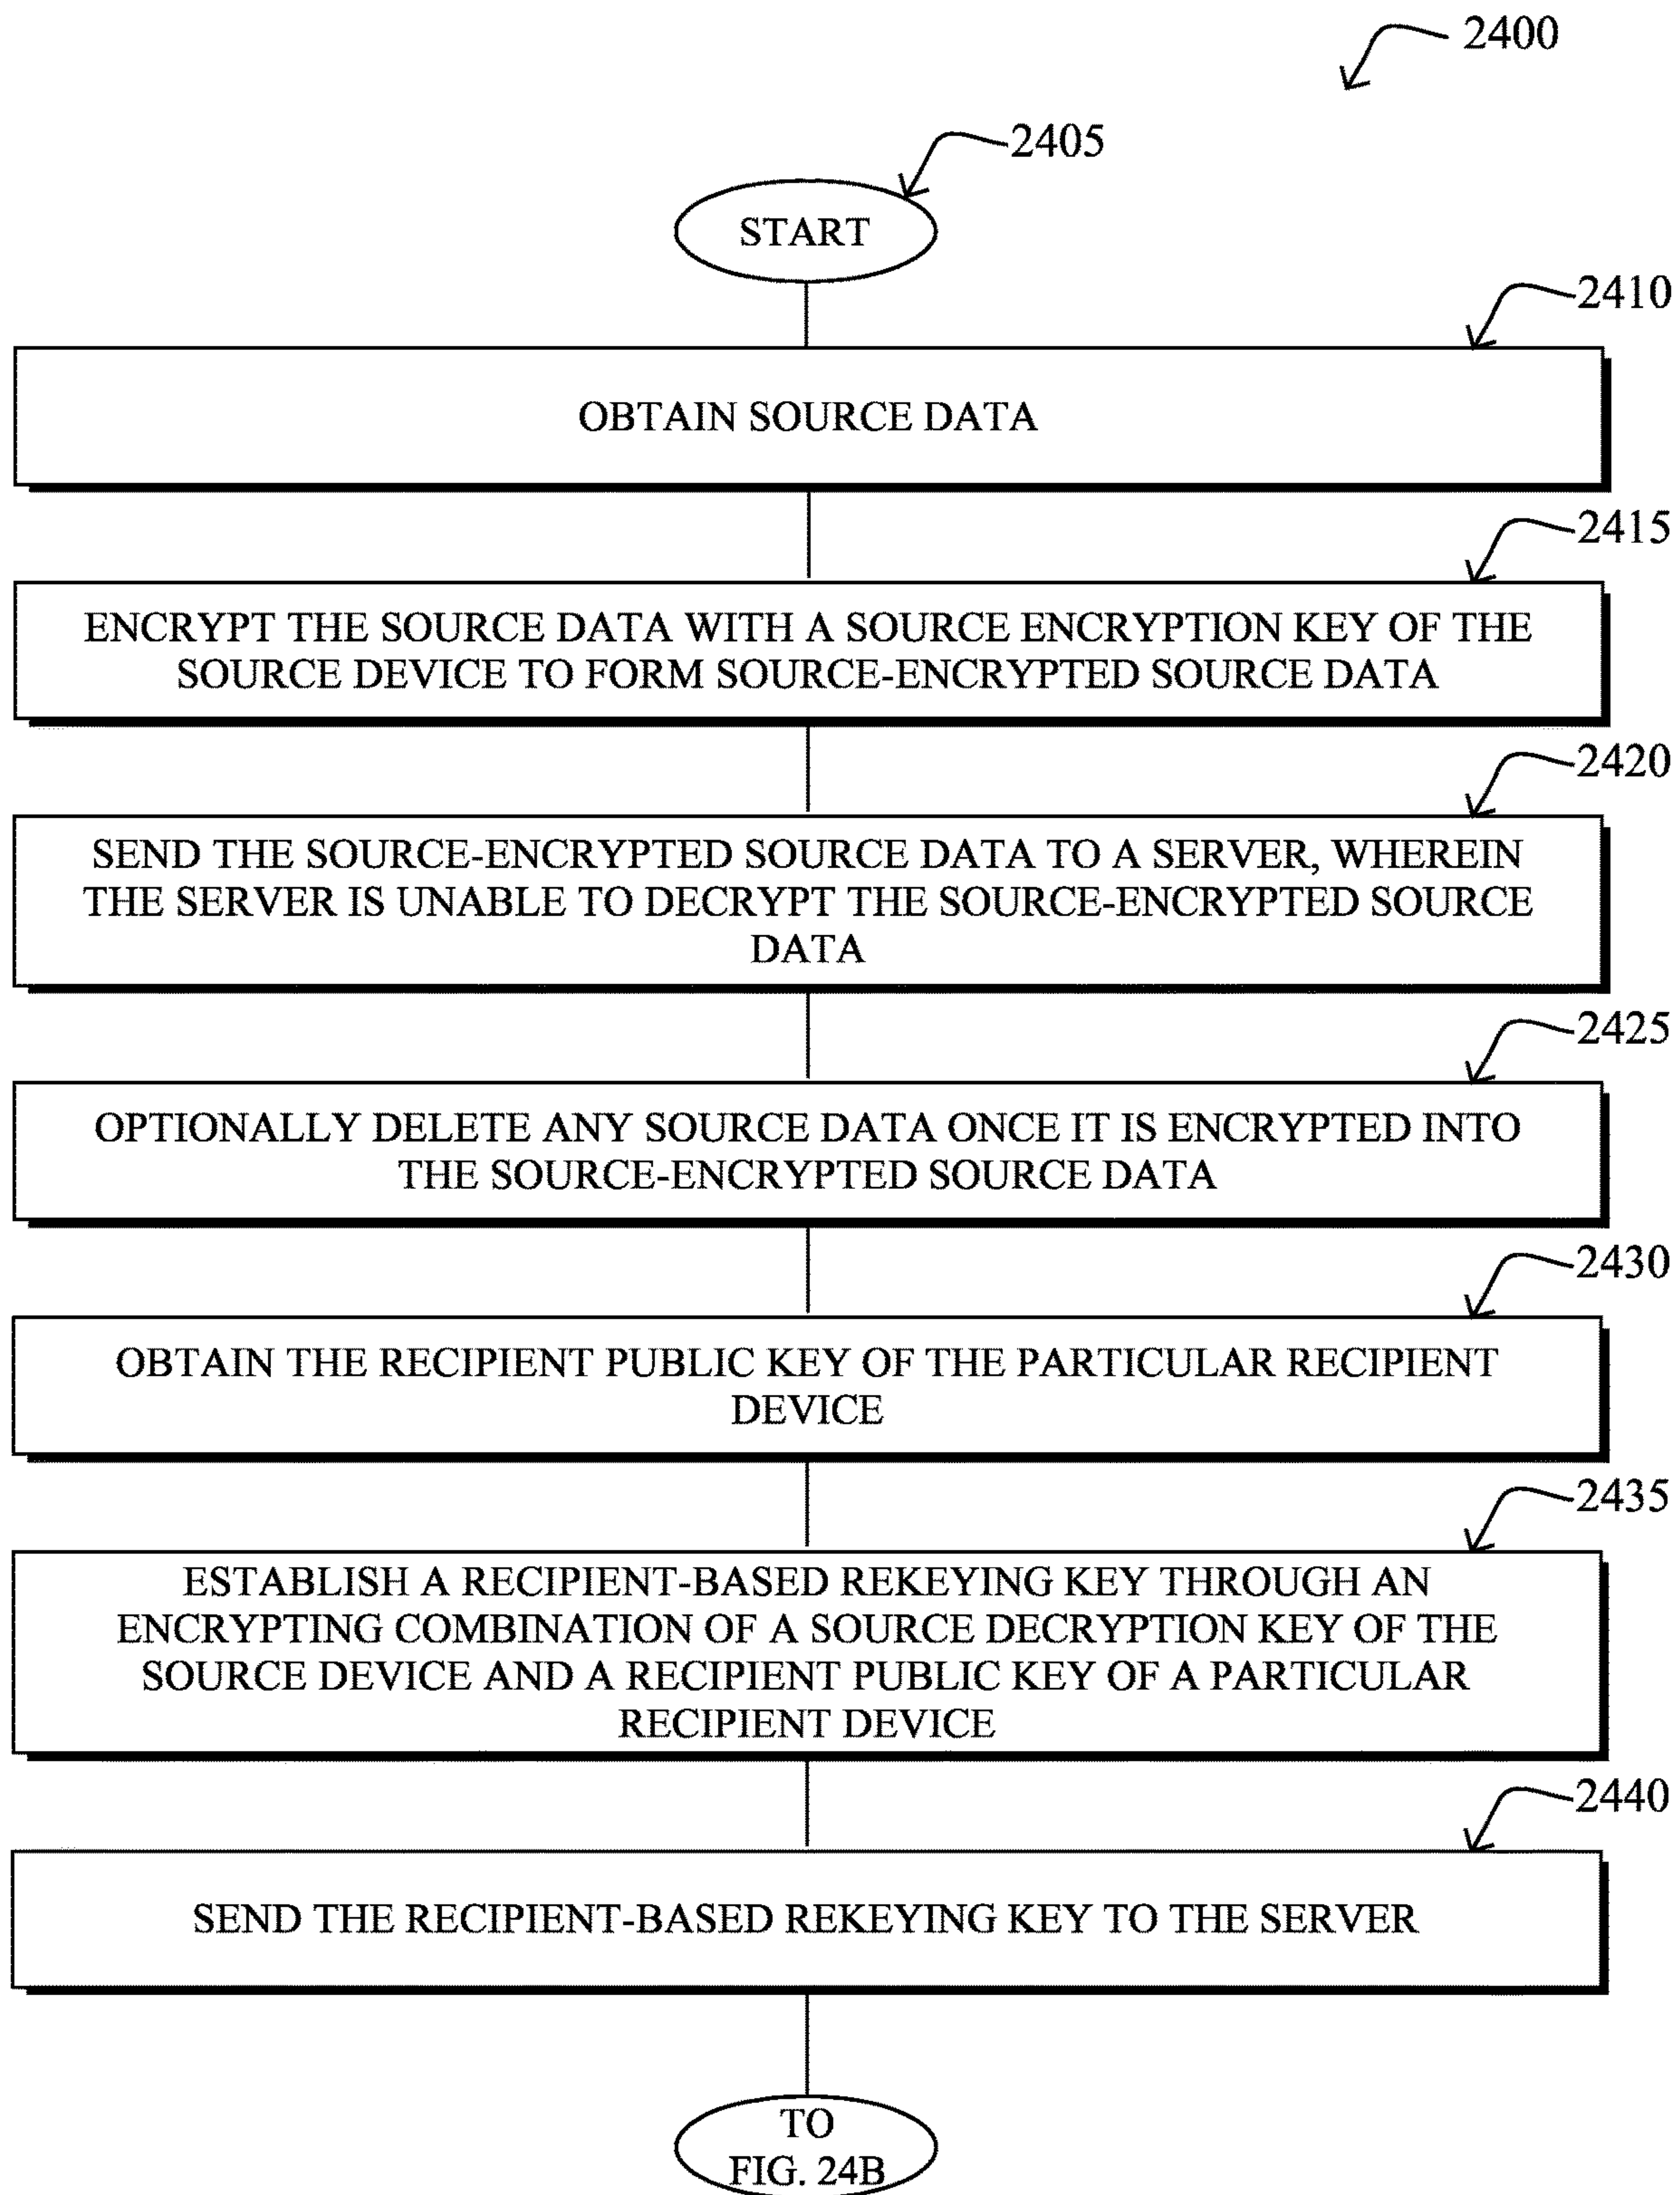 2400
2405
START
2410
OBTAIN SOURCE DATA
2415
ENCRYPT THE SOURCE DATA WITH A SOURCE ENCRYPTION KEY OF THE
SOURCE DEVICE TO FORM SOURCE-ENCRYPTED SOURCE DATA
2420
SEND THE SOURCE-ENCRYPTED SOURCE DATA TO A SERVER, WHEREIN
THE SERVER IS UNABLE TO DECRYPT THE SOURCE-ENCRYPTED SOURCE
DATA
2425
OPTIONALLY DELETE ANY SOURCE DATA ONCE IT IS ENCRYPTED INTO
THE SOURCE-ENCRYPTED SOURCE DATA
2430
OBTAIN THE RECIPIENT PUBLIC KEY OF THE PARTICULAR RECIPIENT
DEVICE
2435
ESTABLISH A RECIPIENT-BASED REKEYING KEY THROUGH AN
ENCRYPTING COMBINATION OF A SOURCE DECRYPTION KEY OF THE
SOURCE DEVICE AND A RECIPIENT PUBLIC KEY OF A PARTICULAR
RECIPIENT DEVICE
2440
SEND THE RECIPIENT-BASED REKEYING KEY TO THE SERVER
TO
FIG. 24B